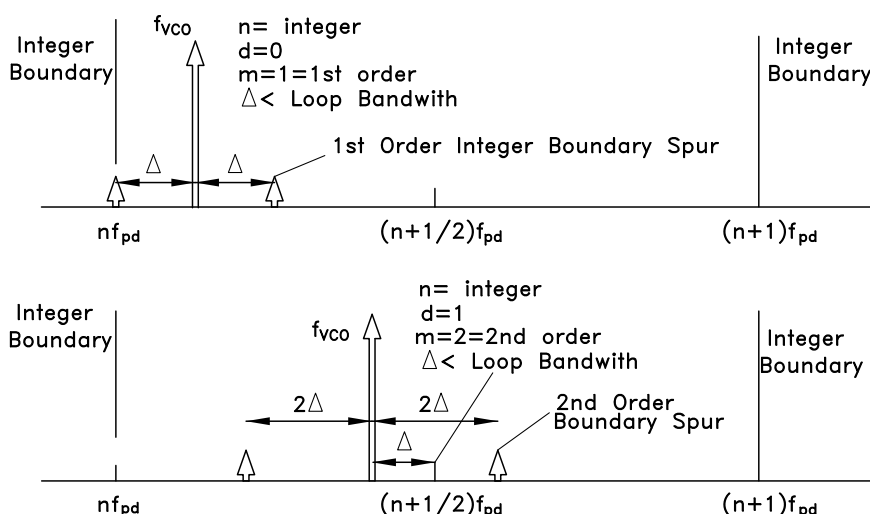 Integer
Boundary
fVCO
n= integer
d=0
m=1=1st order
△< Loop Bandwith
Integer
Boundary
△
△
1st Order Integer Boundary Spur
nfpd
(n+1/2)fpd
(n+1)fpd
Integer
Boundary
fVCO
n= integer
d=1
m=2=2nd order
△< Loop Bandwith
Integer
Boundary
2△
2△
△
2nd Order
Boundary Spur
nfpd
(n+1/2)fpd
(n+1)fpd